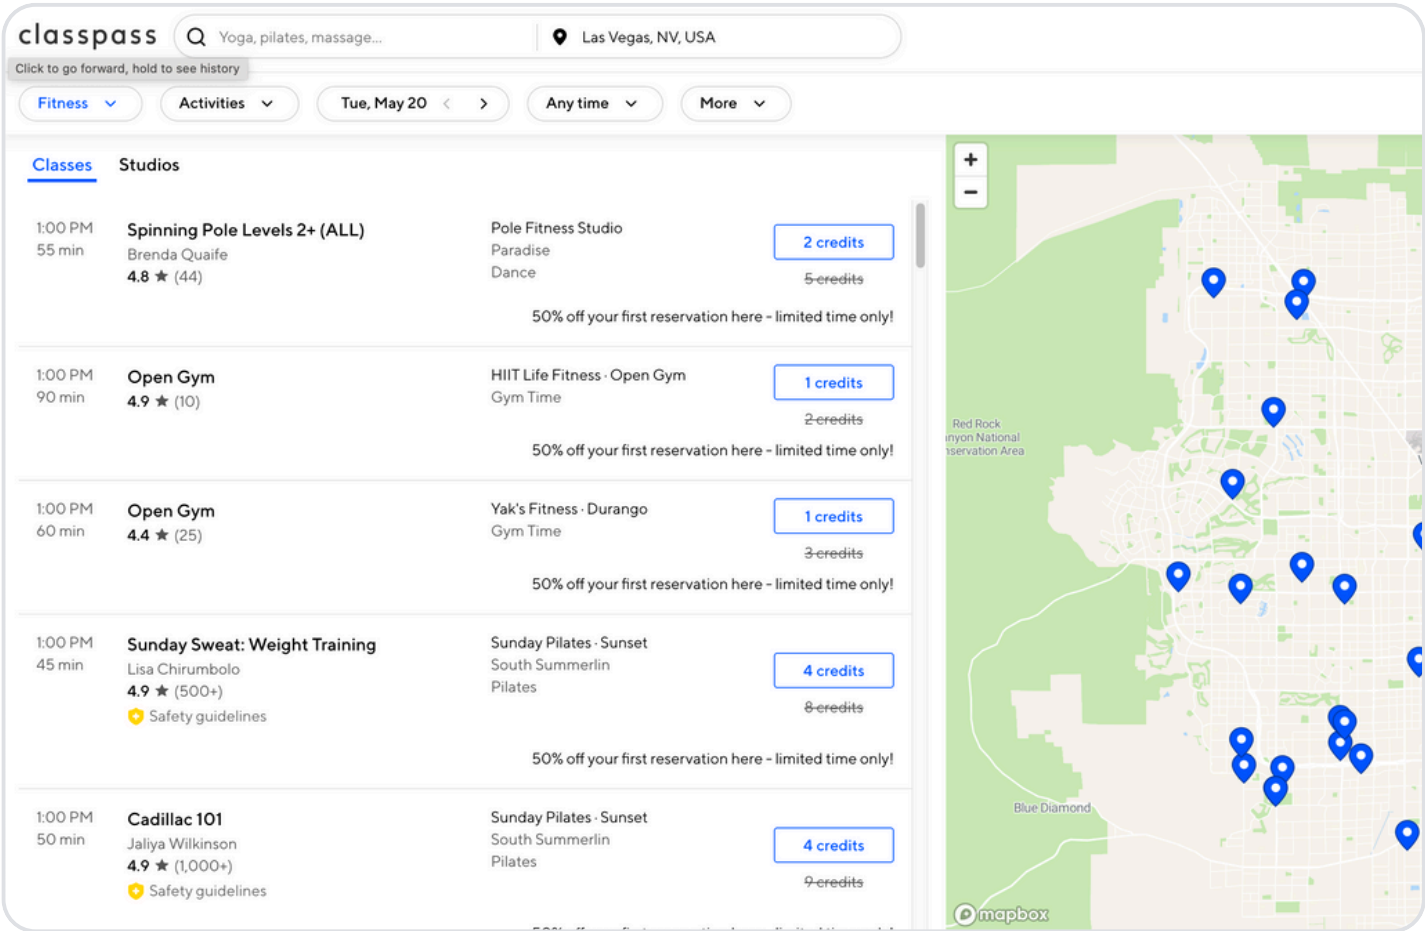 classpass
Yoga, pilates, massage...
Las Vegas, NV, USA
Click to go forward, hold to see history
Fitness
Activities
Tue, May 20
Any time
More
Classes
Studios
1:00 PM
55 min
Spinning Pole Levels 2+ (ALL)
Brenda Quaife
4.8 ★ (44)
Pole Fitness Studio
Paradise
Dance
2 credits
5 credits
50% off your first reservation here - limited time only!
1:00 PM
90 min
Open Gym
4.9 ★ (10)
HIIT Life Fitness · Open Gym
Gym Time
1 credits
2 credits
50% off your first reservation here - limited time only!
1:00 PM
60 min
Open Gym
4.4 ★ (25)
Yak's Fitness · Durango
Gym Time
1 credits
3 credits
50% off your first reservation here - limited time only!
1:00 PM
45 min
Sunday Sweat: Weight Training
Lisa Chirumbolo
4.9 ★ (500+)
Safety guidelines
Sunday Pilates · Sunset
South Summerlin
Pilates
4 credits
8 credits
50% off your first reservation here - limited time only!
1:00 PM
50 min
Cadillac 101
Jaliya Wilkinson
4.9 ★ (1,000+)
Safety guidelines
Sunday Pilates · Sunset
South Summerlin
Pilates
4 credits
9 credits
+
−
Red Rock
nyon National
servation Area
Blue Diamond
mapbox